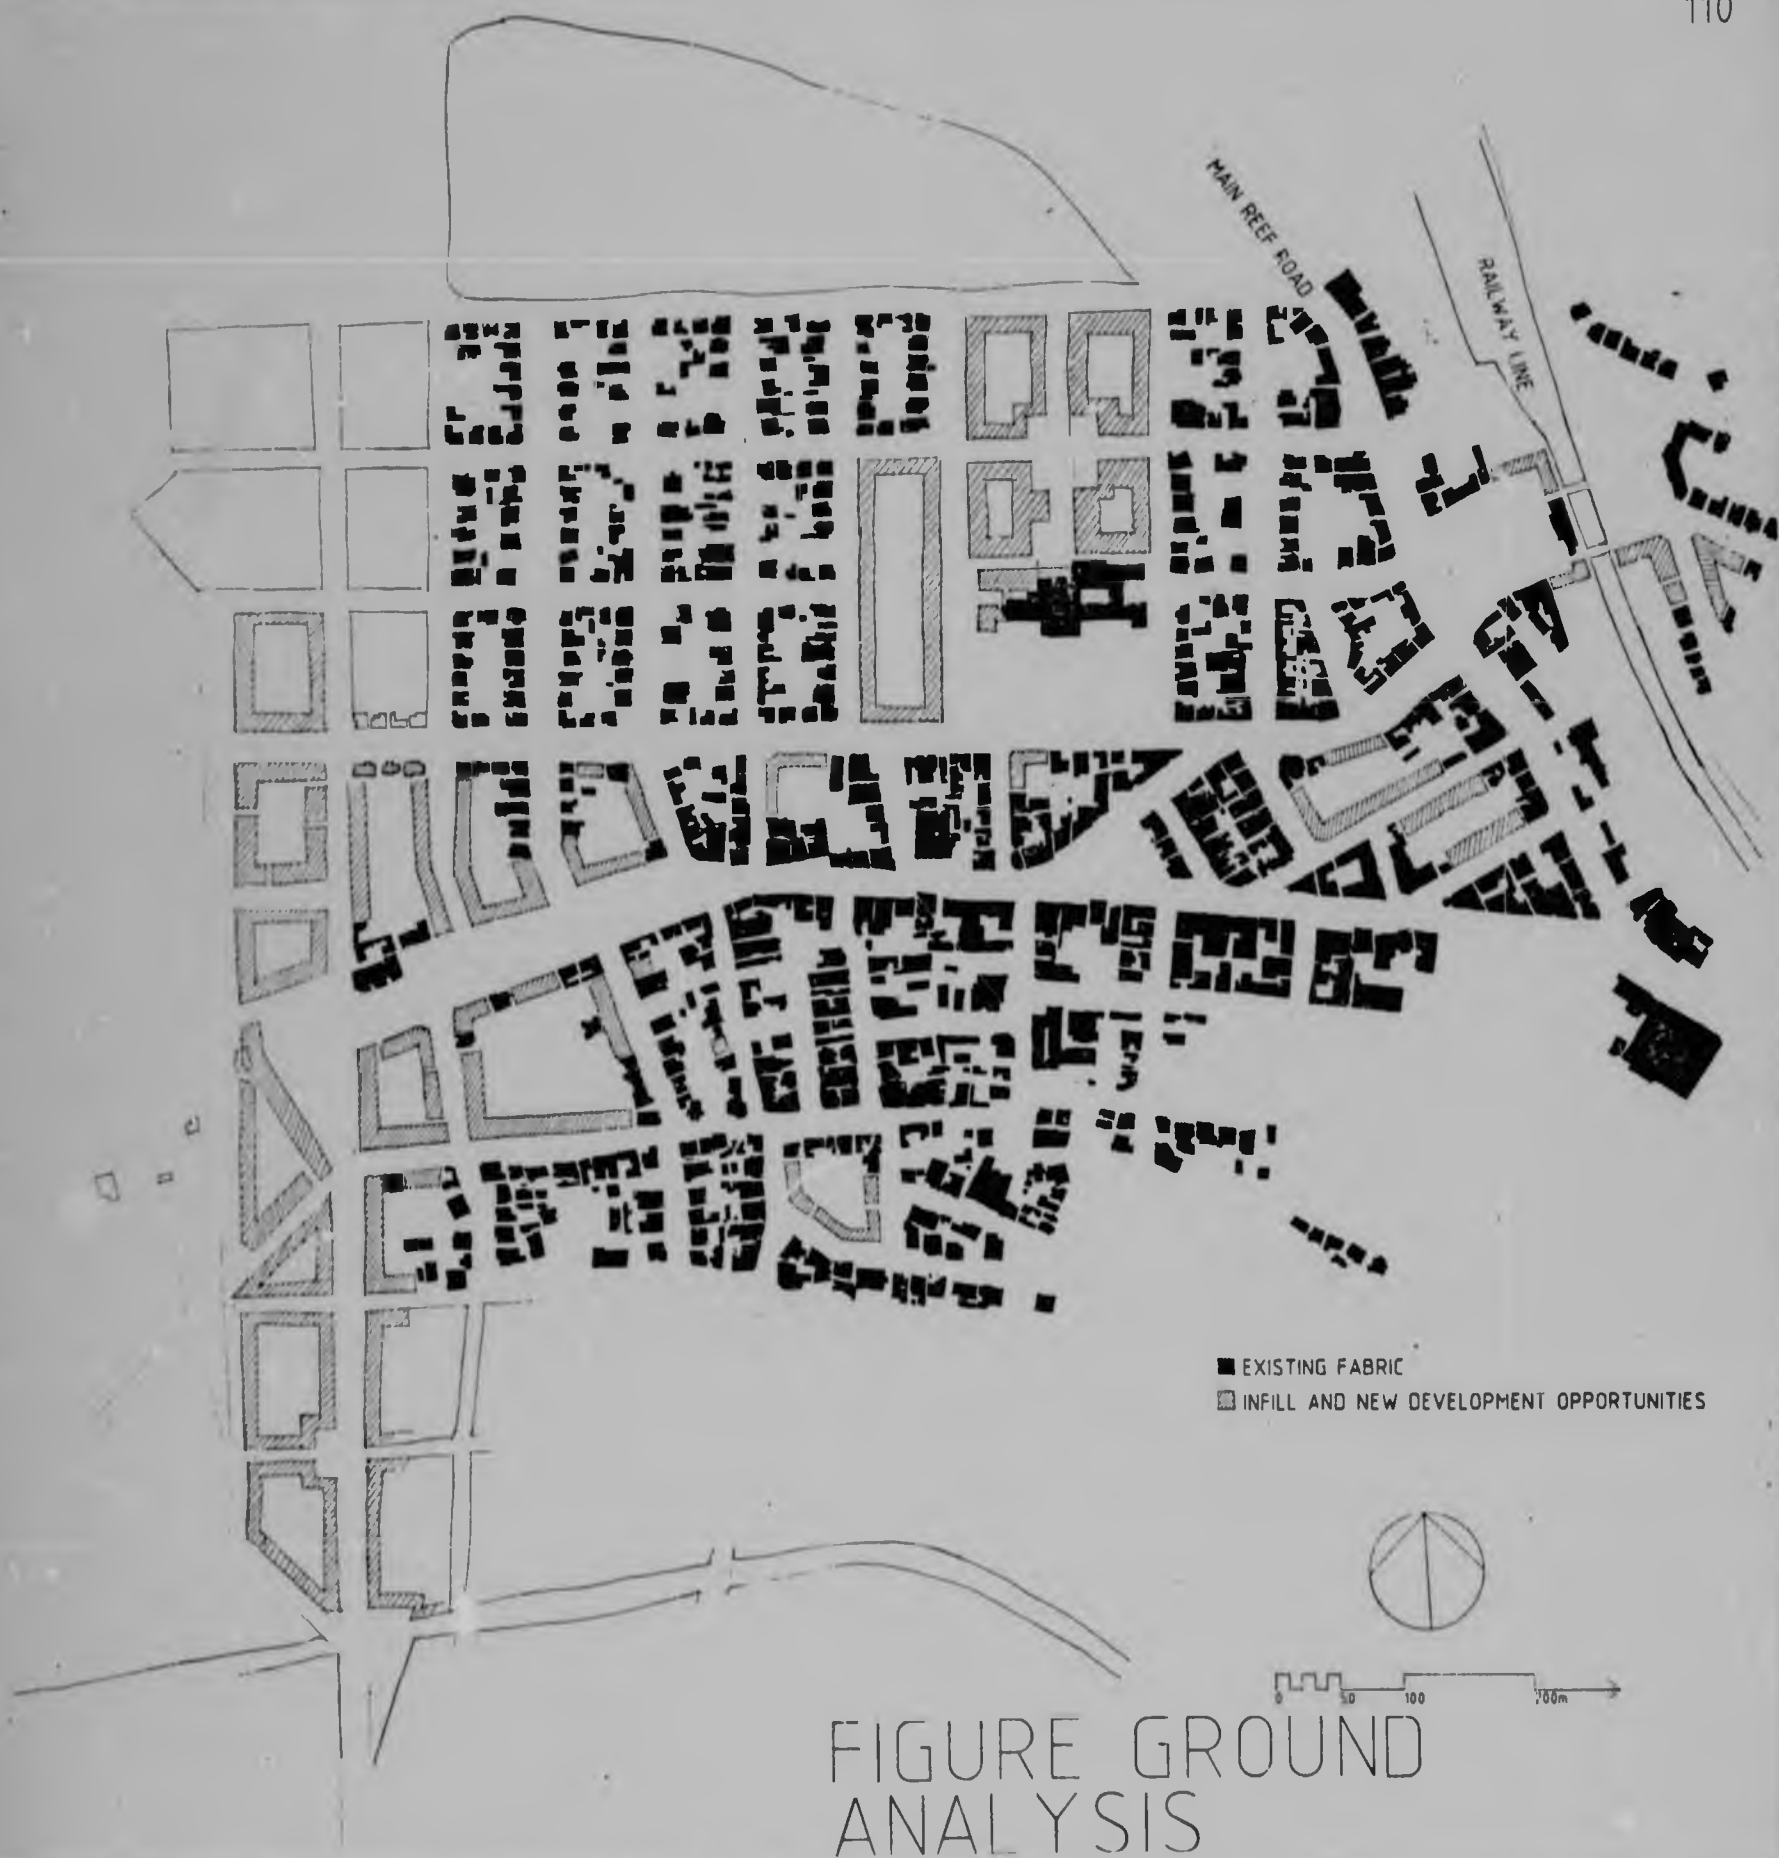 110
MAIN REEF ROAD
RAILWAY LINE
EXISTING FABRIC
INFILL AND NEW DEVELOPMENT OPPORTUNITIES
0 50 100 200m
FIGURE GROUND
ANALYSIS